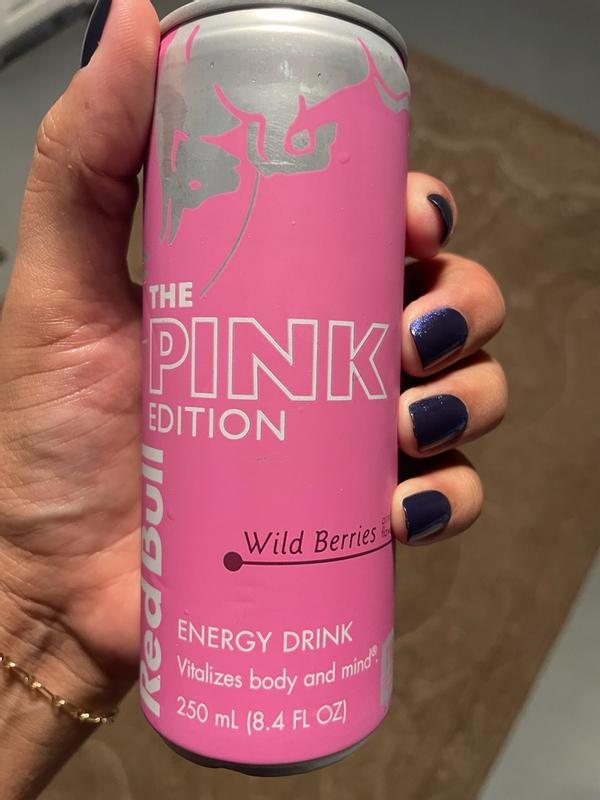 THE
PINK
EDITION
Red Bull
Wild Berries
ENERGY DRINK
Vitalizes body and mind®.
250 mL (8.4 FL OZ)